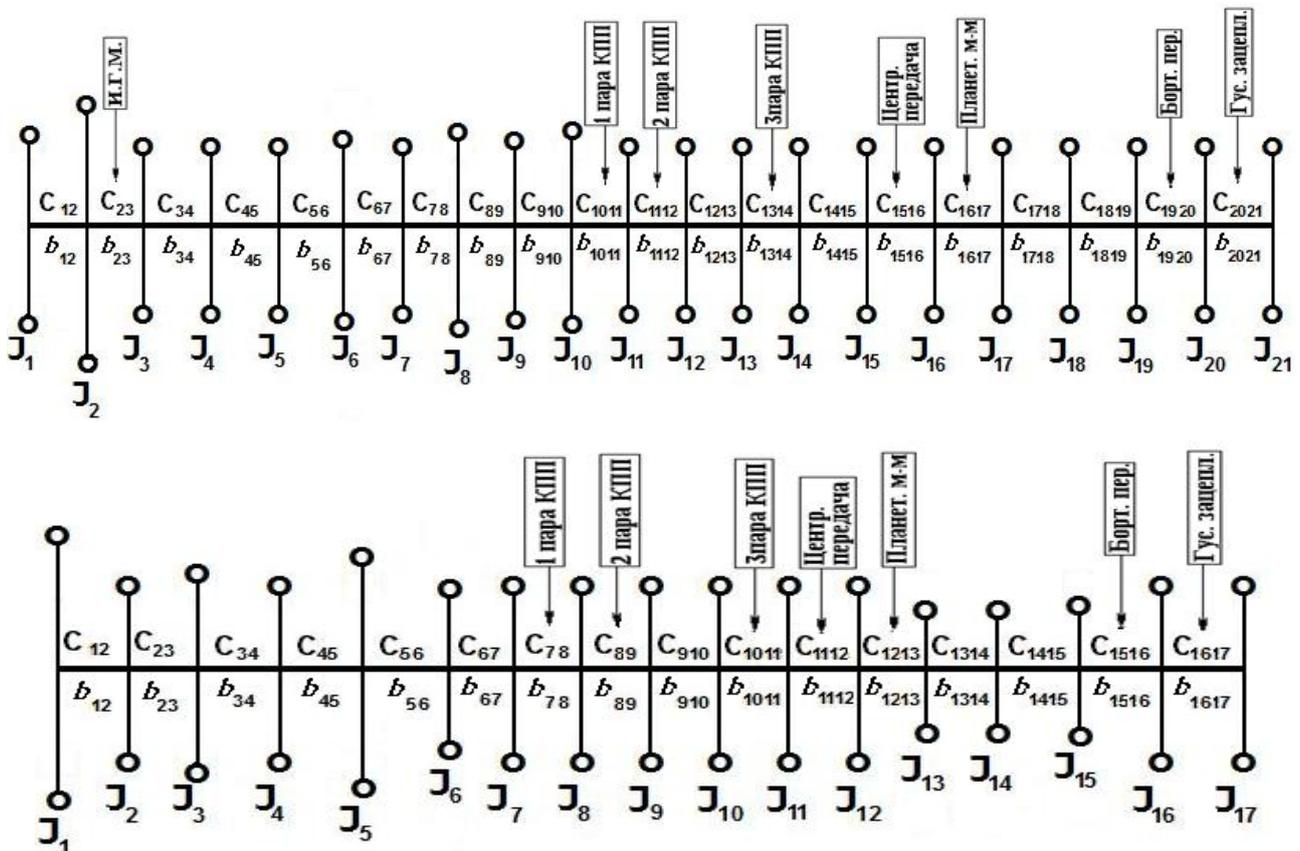 И.Г.М.
1 пара КПП
2 пара КПП
3пара КПП
Центр.
передача
Планет. м-м
Борт. пер.
Гус. зацепл.
C12 C23 C34 C45 C56 C67 C78 C89 C910 C1011 C1112 C1213 C1314 C1415 C1516 C1617 C1718 C1819 C1920 C2021
b12 b23 b34 b45 b56 b67 b78 b89 b910 b1011 b1112 b1213 b1314 b1415 b1516 b1617 b1718 b1819 b1920 b2021
J1 J2 J3 J4 J5 J6 J7 J8 J9 J10 J11 J12 J13 J14 J15 J16 J17 J18 J19 J20 J21
1 пара КПП
2 пара КПП
3пара КПП
Центр.
передача
Планет. м-м
Борт. пер.
Гус. зацепл.
C12 C23 C34 C45 C56 C67 C78 C89 C910 C1011 C1112 C1213 C1314 C1415 C1516 C1617
b12 b23 b34 b45 b56 b67 b78 b89 b910 b1011 b1112 b1213 b1314 b1415 b1516 b1617
J1 J2 J3 J4 J5 J6 J7 J8 J9 J10 J11 J12 J13 J14 J15 J16 J17